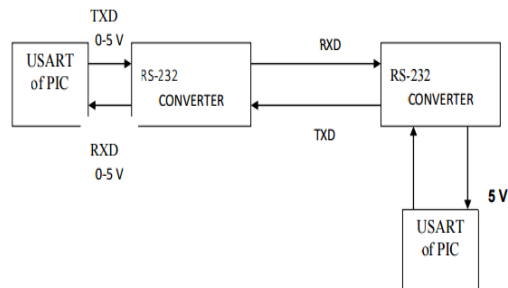 TXD
0-5 V
USART
of PIC
RS-232
CONVERTER
RXD
RS-232
CONVERTER
TXD
RXD
0-5 V
5 V
USART
of PIC